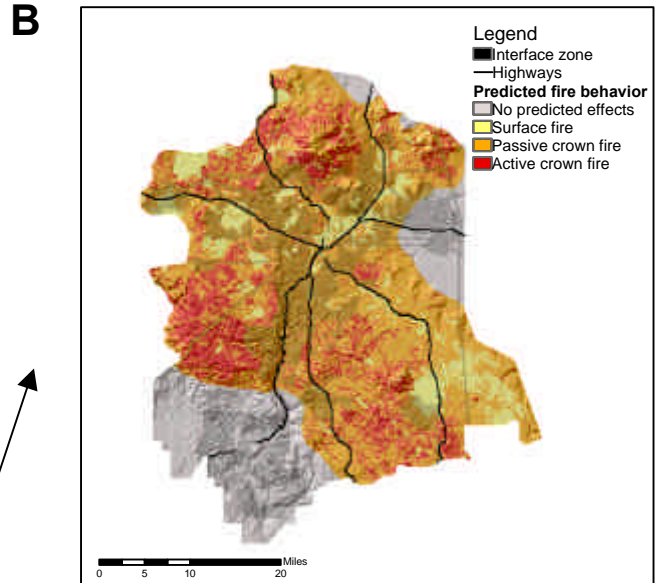 B
Legend
Interface zone
Highways
Predicted fire behavior
No predicted effects
Surface fire
Passive crown fire
Active crown fire
Miles
0 5 10 20